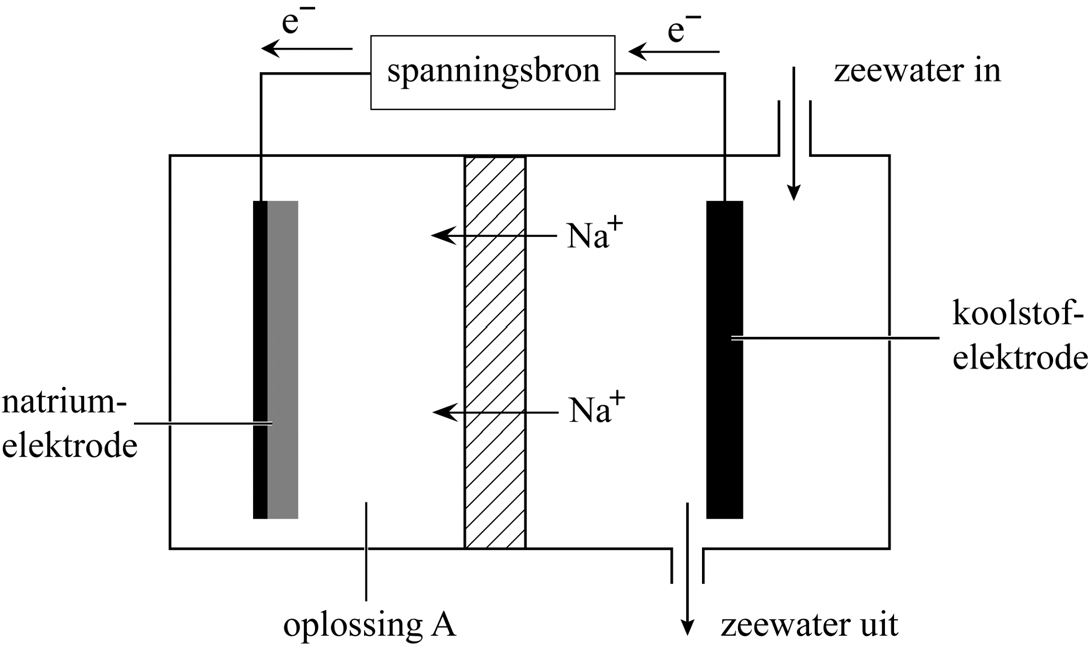 e⁻
e⁻
spanningsbron
zeewater in
Na⁺
koolstof-
elektrode
natrium-
elektrode
Na⁺
oplossing A
zeewater uit